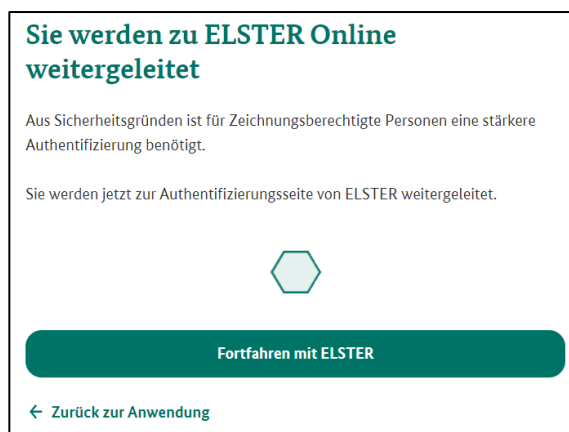 Sie werden zu ELSTER Online
weitergeleitet
Aus Sicherheitsgründen ist für Zeichnungsberechtigte Personen eine stärkere
Authentifizierung benötigt.
Sie werden jetzt zur Authentifizierungsseite von ELSTER weitergeleitet.
Fortfahren mit ELSTER
← Zurück zur Anwendung